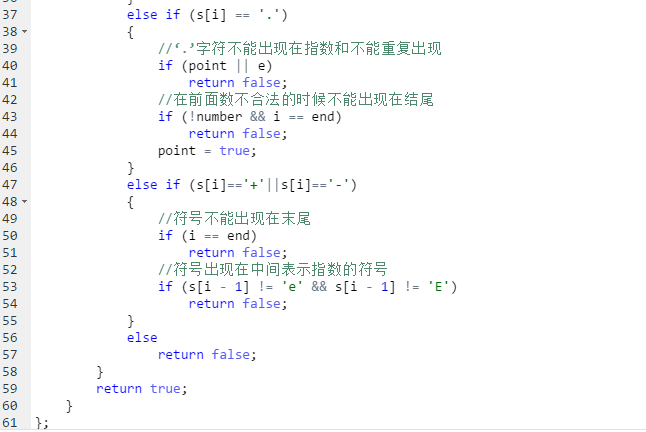 37 else if (s[i] == '.')
38 {
39 //‘.’字符不能出现在指数和不能重复出现
40 if (point || e)
41 return false;
42 //在前面数不合法的时候不能出现在结尾
43 if (!number && i == end)
44 return false;
45 point = true;
46 }
47 else if (s[i]=='+'||s[i]=='-')
48 {
49 //符号不能出现在末尾
50 if (i == end)
51 return false;
52 //符号出现在中间表示指数的符号
53 if (s[i - 1] != 'e' && s[i - 1] != 'E')
54 return false;
55 }
56 else
57 return false;
58 }
59 return true;
60 }
61 };